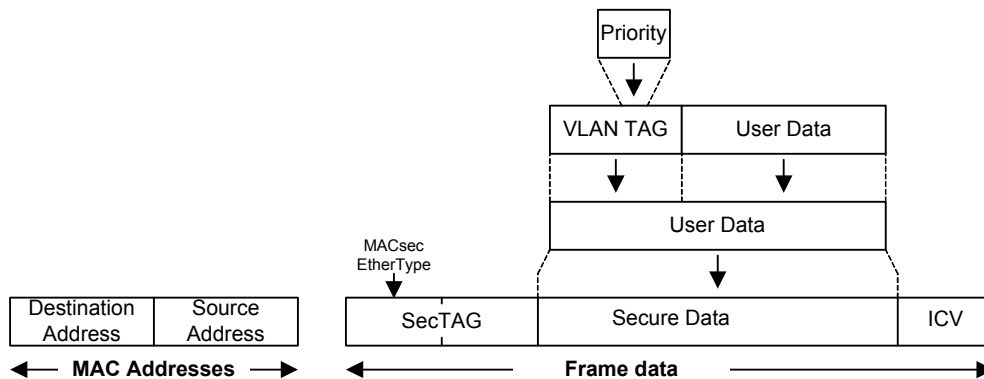 Priority
VLAN TAG
User Data
User Data
MACsec
EtherType
Destination
Address
Source
Address
SecTAG
Secure Data
ICV
MAC Addresses
Frame data